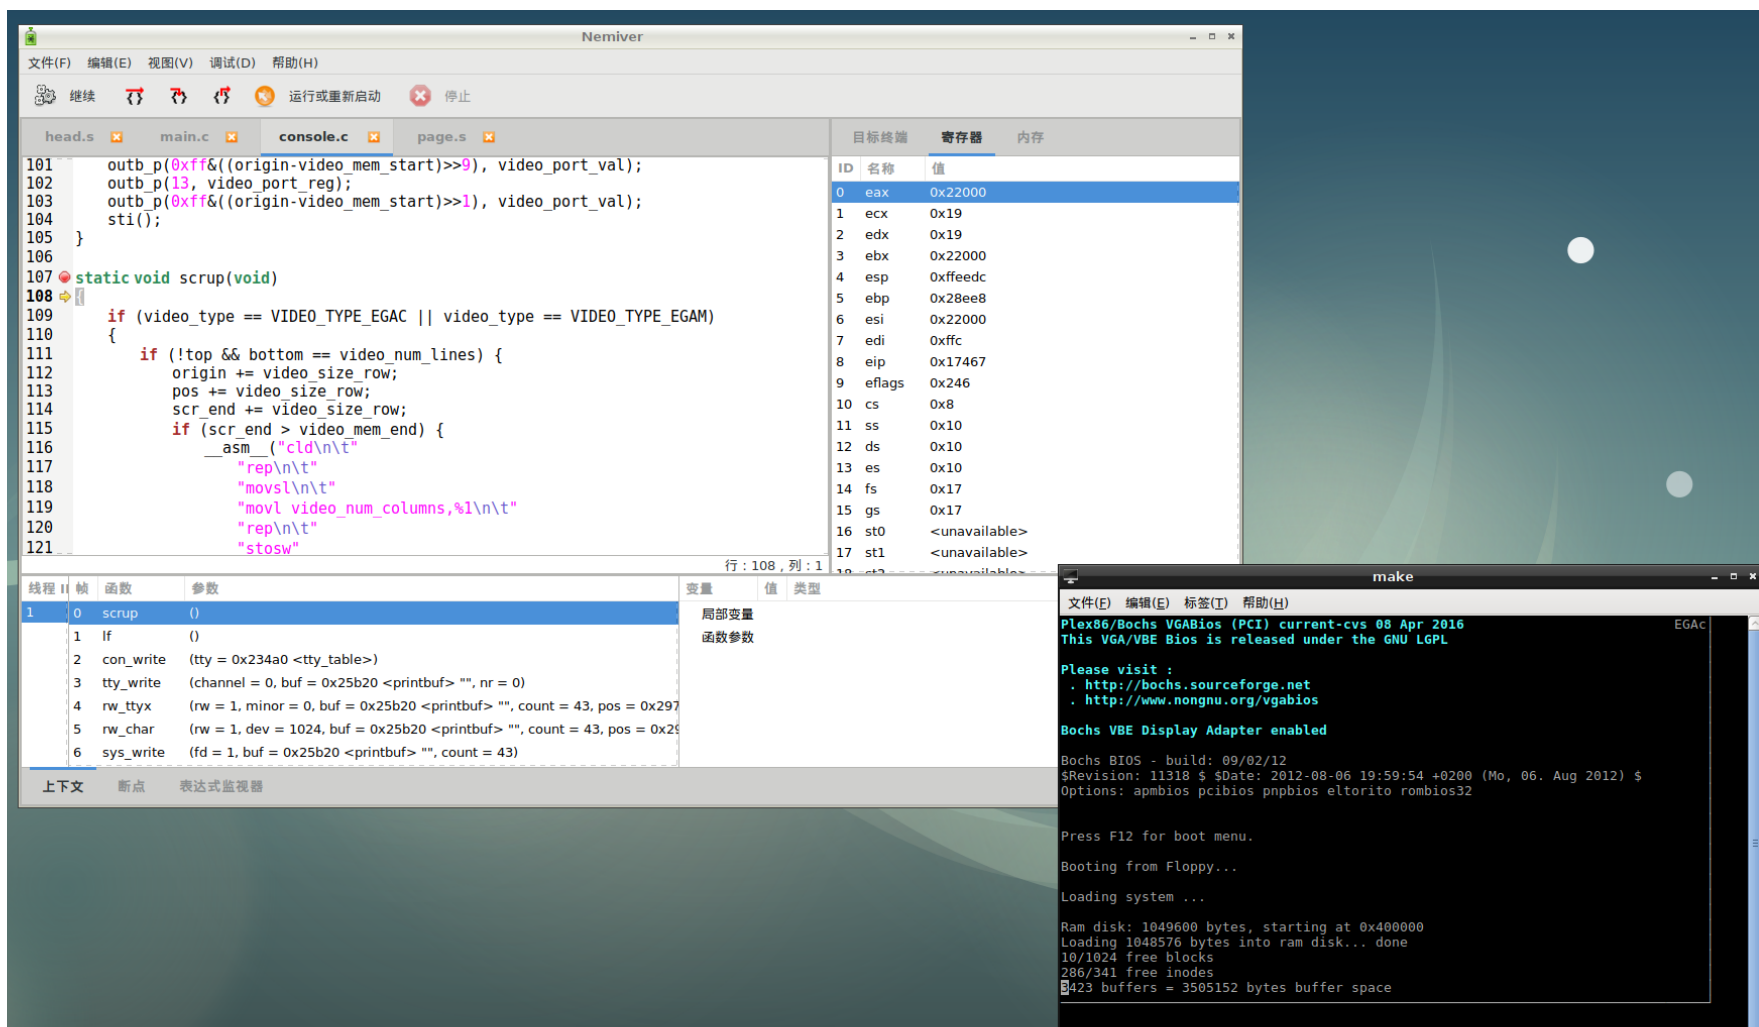 Nemiver
文件(F) 编辑(E) 视图(V) 调试(D) 帮助(H)
继续 运行或重新启动 停止
head.s main.c console.c page.s
101 outb_p(0xff&((origin-video_mem_start)>>9), video_port_val);
102 outb_p(13, video_port_reg);
103 outb_p(0xff&((origin-video_mem_start)>>1), video_port_val);
104 sti();
105 }
106
107 static void scrup(void)
108 {
109 if (video_type == VIDEO_TYPE_EGAC || video_type == VIDEO_TYPE_EGAM)
110 {
111 if (!top && bottom == video_num_lines) {
112 origin += video_size_row;
113 pos += video_size_row;
114 scr_end += video_size_row;
115 if (scr_end > video_mem_end) {
116 __asm__("cld\n\t"
117 "rep\n\t"
118 "movsl\n\t"
119 "movl video_num_columns,%1\n\t"
120 "rep\n\t"
121 "stosw"
行 : 108 , 列 : 1
目标终端 寄存器 内存
ID 名称 值
0 eax 0x22000
1 ecx 0x19
2 edx 0x19
3 ebx 0x22000
4 esp 0xffeedc
5 ebp 0x28ee8
6 esi 0x22000
7 edi 0xffc
8 eip 0x17467
9 eflags 0x246
10 cs 0x8
11 ss 0x10
12 ds 0x10
13 es 0x10
14 fs 0x17
15 gs 0x17
16 st0 <unavailable>
17 st1 <unavailable>
18 st2 <unavailable>
线程 帧 函数 参数
1 0 scrup ()
1 lf ()
2 con_write (tty = 0x234a0 <tty_table>)
3 tty_write (channel = 0, buf = 0x25b20 <printbuf> "", nr = 0)
4 rw_ttyx (rw = 1, minor = 0, buf = 0x25b20 <printbuf> "", count = 43, pos = 0x297
5 rw_char (rw = 1, dev = 1024, buf = 0x25b20 <printbuf> "", count = 43, pos = 0x29
6 sys_write (fd = 1, buf = 0x25b20 <printbuf> "", count = 43)
变量 值 类型
局部变量
函数参数
上下文 断点 表达式监视器
make
文件(F) 编辑(E) 标签(T) 帮助(H)
Plex86/Bochs VGABios (PCI) current-cvs 08 Apr 2016 EGAc
This VGA/VBE Bios is released under the GNU LGPL
Please visit :
. http://bochs.sourceforge.net
. http://www.nongnu.org/vgabios
Bochs VBE Display Adapter enabled
Bochs BIOS - build: 09/02/12
$Revision: 11318 $ $Date: 2012-08-06 19:59:54 +0200 (Mo, 06. Aug 2012) $
Options: apmbios pcibios pnpbios eltorito rombios32
Press F12 for boot menu.
Booting from Floppy...
Loading system ...
Ram disk: 1049600 bytes, starting at 0x400000
Loading 1048576 bytes into ram disk... done
10/1024 free blocks
286/341 free inodes
3423 buffers = 3505152 bytes buffer space